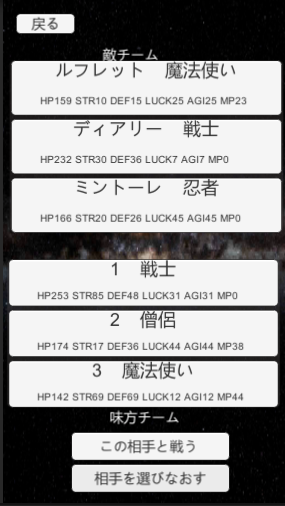 戻る
敵チーム
ルフレット　魔法使い
HP159 STR10 DEF15 LUCK25 AGI25 MP23
ディアリー　戦士
HP232 STR30 DEF36 LUCK7 AGI7 MP0
ミントーレ　忍者
HP166 STR20 DEF26 LUCK45 AGI45 MP0
1　戦士
HP253 STR85 DEF48 LUCK31 AGI31 MP0
2　僧侶
HP174 STR17 DEF36 LUCK44 AGI44 MP38
3　魔法使い
HP142 STR69 DEF69 LUCK12 AGI12 MP44
味方チーム
この相手と戦う
相手を選びなおす